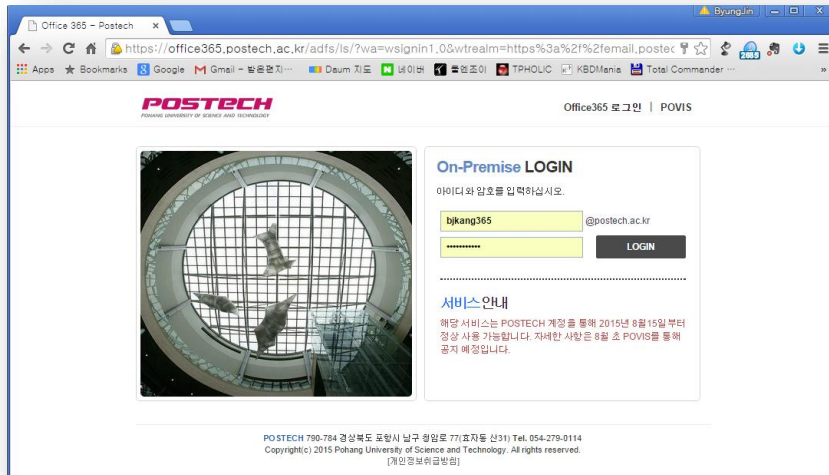 ByungJin
Office 365 - Postech
https://office365.postech.ac.kr/adfs/ls/?wa=wsignin1.0&wtrealm=https%3a%2f%2femail.postec
Apps Bookmarks Google Gmail - 받은편지… Daum 지도 네이버 TPHOLIC KBDMania Total Commander …
POSTECH
POHANG UNIVERSITY OF SCIENCE AND TECHNOLOGY
Office365 로그인 | POVIS
On-Premise LOGIN
아이디와 암호를 입력하십시오.
bjkang365 @postech.ac.kr
••••••••••• LOGIN
서비스 안내
해당 서비스는 POSTECH 계정을 통해 2015년 8월15일 부터
정상 사용 가능합니다. 자세한 사항은 8월 초 POVIS를 통해
공지 예정입니다.
POSTECH 790-784 경상북도 포항시 남구 청암로 77(효자동 산31) Tel. 054-279-0114
Copyright(c) 2015 Pohang University of Science and Technology. All rights reserved.
[개인정보취급방침]